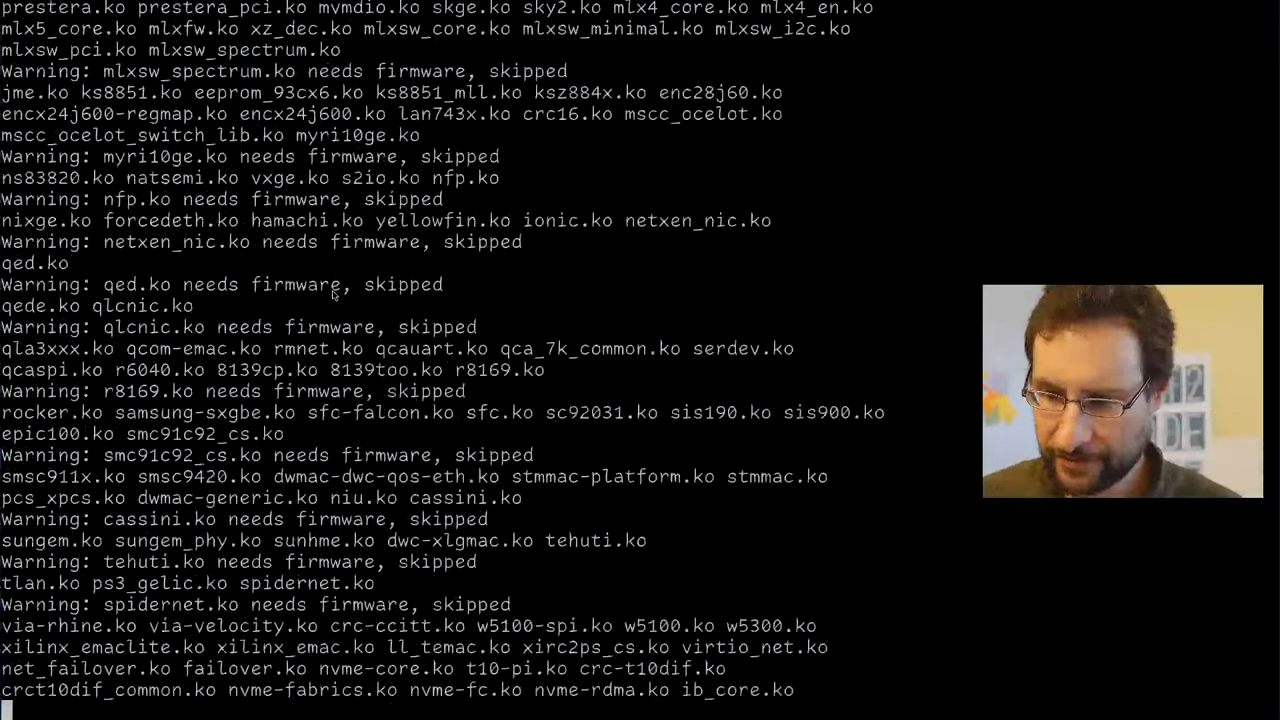 prestera.ko prestera_pci.ko mvmdio.ko skge.ko sky2.ko mlx4_core.ko mlx4_en.ko
mlx5_core.ko mlxfw.ko xz_dec.ko mlxsw_core.ko mlxsw_minimal.ko mlxsw_i2c.ko
mlxsw_pci.ko mlxsw_spectrum.ko
Warning: mlxsw_spectrum.ko needs firmware, skipped
jme.ko ks8851.ko eeprom_93cx6.ko ks8851_mll.ko ksz884x.ko enc28j60.ko
encx24j600-regmap.ko encx24j600.ko lan743x.ko crc16.ko mscc_ocelot.ko
mscc_ocelot_switch_lib.ko myri10ge.ko
Warning: myri10ge.ko needs firmware, skipped
ns83820.ko natsemi.ko vxge.ko s2io.ko nfp.ko
Warning: nfp.ko needs firmware, skipped
nixge.ko forcedeth.ko hamachi.ko yellowfin.ko ionic.ko netxen_nic.ko
Warning: netxen_nic.ko needs firmware, skipped
qed.ko
Warning: qed.ko needs firmware, skipped
qede.ko qlcnic.ko
Warning: qlcnic.ko needs firmware, skipped
qla3xxx.ko qcom-emac.ko rmnet.ko qcauart.ko qca_7k_common.ko serdev.ko
qcaspi.ko r6040.ko 8139cp.ko 8139too.ko r8169.ko
Warning: r8169.ko needs firmware, skipped
rocker.ko samsung-sxgbe.ko sfc-falcon.ko sfc.ko sc92031.ko sis190.ko sis900.ko
epic100.ko smc91c92_cs.ko
Warning: smc91c92_cs.ko needs firmware, skipped
smsc911x.ko smsc9420.ko dwmac-dwc-qos-eth.ko stmmac-platform.ko stmmac.ko
pcs_xpcs.ko dwmac-generic.ko niu.ko cassini.ko
Warning: cassini.ko needs firmware, skipped
sungem.ko sungem_phy.ko sunhme.ko dwc-xlgmac.ko tehuti.ko
Warning: tehuti.ko needs firmware, skipped
tlan.ko ps3_gelic.ko spidernet.ko
Warning: spidernet.ko needs firmware, skipped
via-rhine.ko via-velocity.ko crc-ccitt.ko w5100-spi.ko w5100.ko w5300.ko
xilinx_emaclite.ko xilinx_emac.ko ll_temac.ko xirc2ps_cs.ko virtio_net.ko
net_failover.ko failover.ko nvme-core.ko t10-pi.ko crc-t10dif.ko
crct10dif_common.ko nvme-fabrics.ko nvme-fc.ko nvme-rdma.ko ib_core.ko